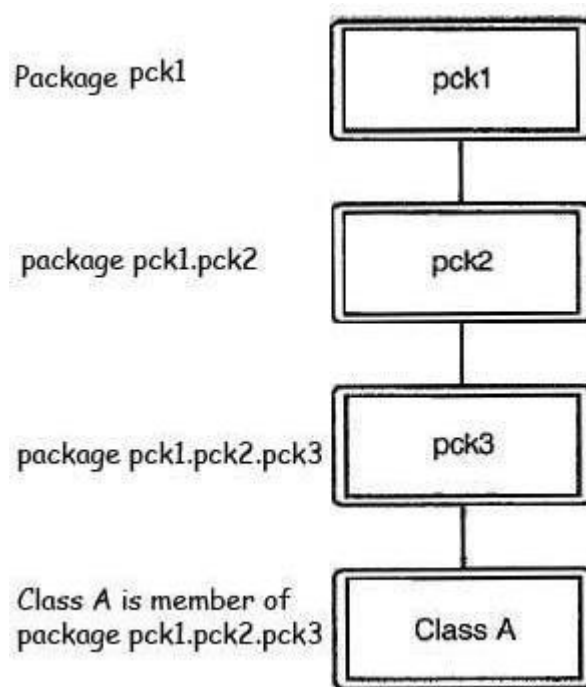 Package pck1
pck1
package pck1.pck2
pck2
package pck1.pck2.pck3
pck3
Class A is member of
package pck1.pck2.pck3
Class A